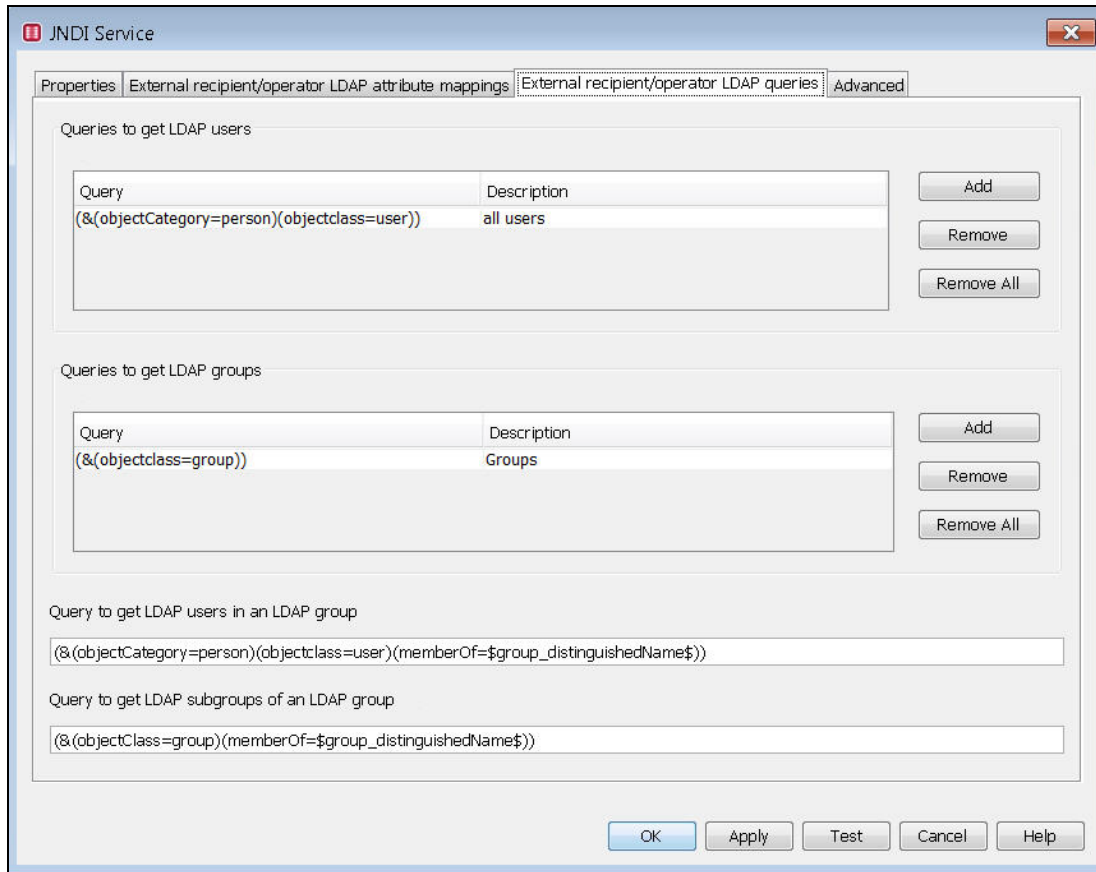 JNDI Service
Properties External recipient/operator LDAP attribute mappings External recipient/operator LDAP queries Advanced
Queries to get LDAP users
Query Description
(&(objectCategory=person)(objectclass=user)) all users
Add
Remove
Remove All
Queries to get LDAP groups
Query Description
(&(objectclass=group)) Groups
Add
Remove
Remove All
Query to get LDAP users in an LDAP group
(&(objectCategory=person)(objectclass=user)(memberOf=$group_distinguishedName$))
Query to get LDAP subgroups of an LDAP group
(&(objectClass=group)(memberOf=$group_distinguishedName$))
OK Apply Test Cancel Help